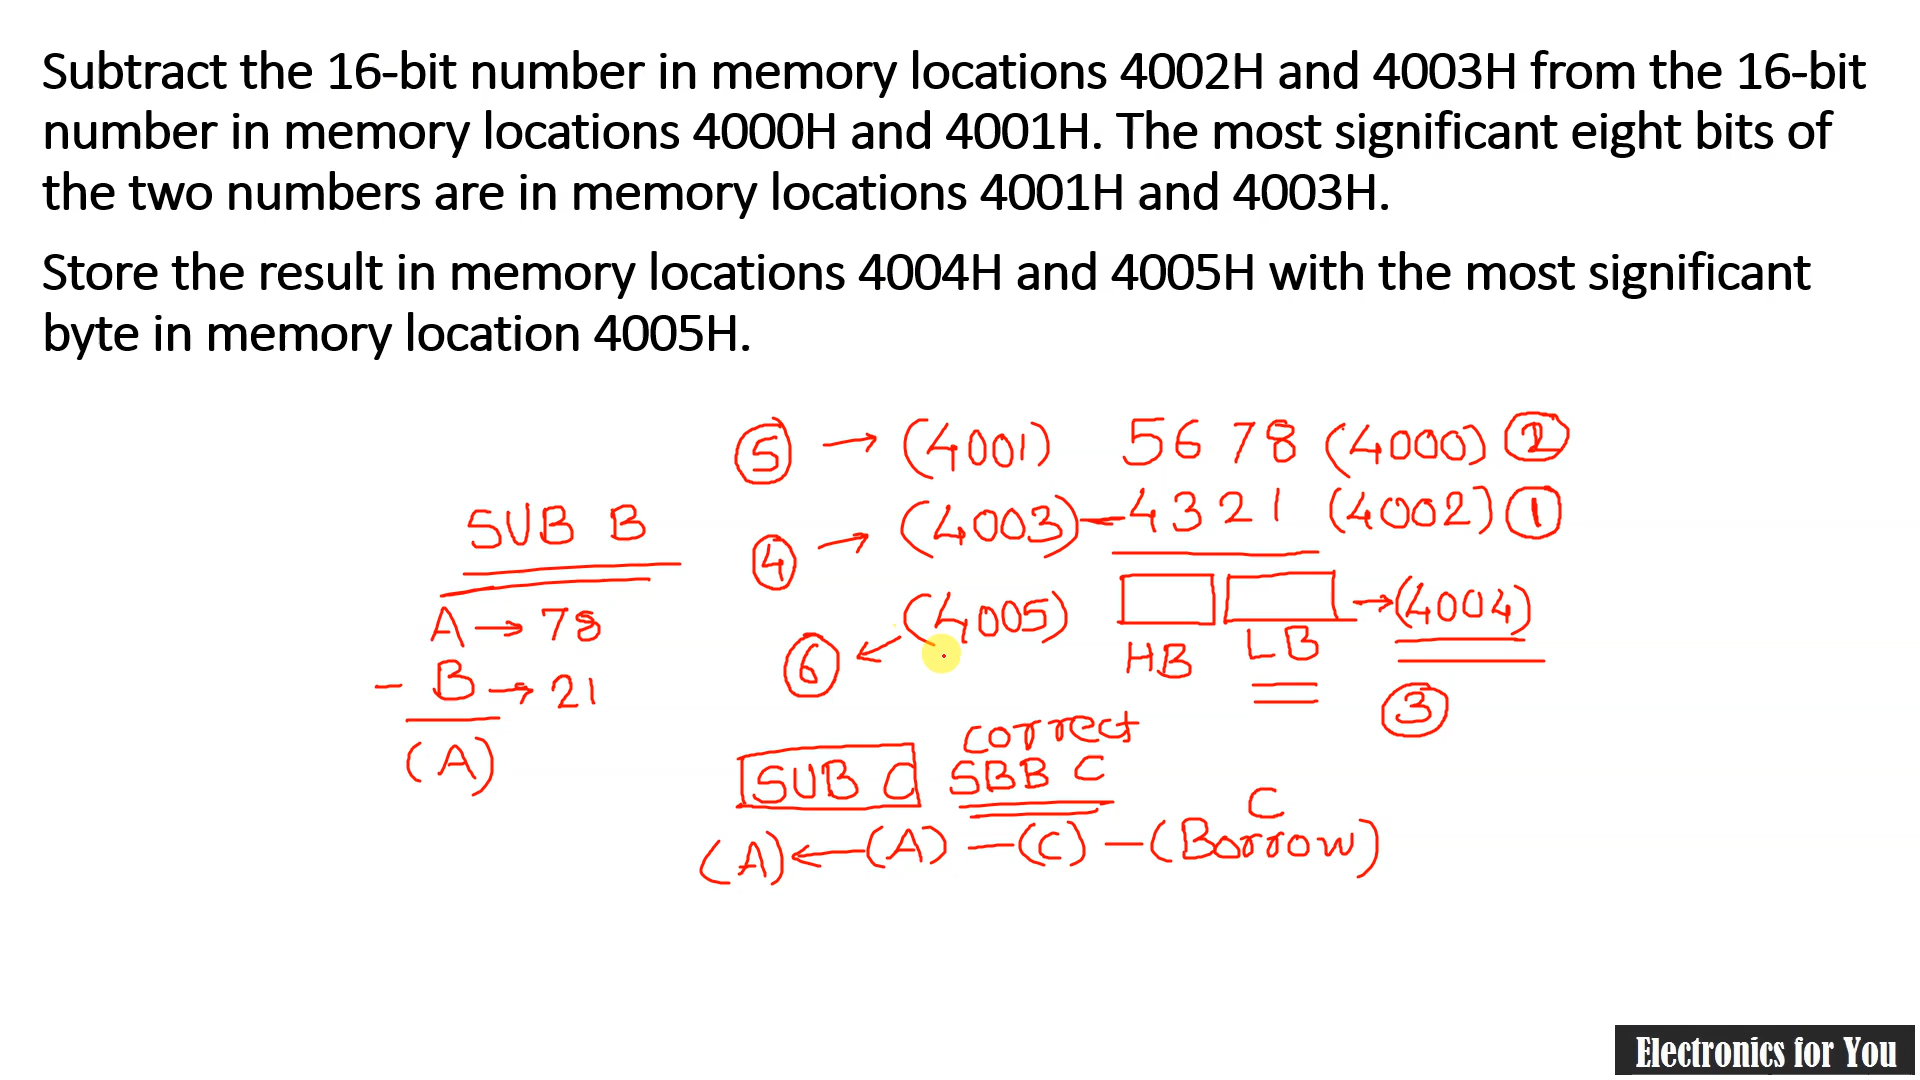 Subtract the 16-bit number in memory locations 4002H and 4003H from the 16-bit
number in memory locations 4000H and 4001H. The most significant eight bits of
the two numbers are in memory locations 4001H and 4003H.
Store the result in memory locations 4004H and 4005H with the most significant
byte in memory location 4005H.
5 → (4001) 5678 (4000) 2
SUB B
4 → (4003) - 4321 (4002) 1
A → 78
6 ← (4005) → (4004)
HB LB
- B → 21
3
(A)
correct
SUB C SBB C
C
(A) ← (A) - (C) - (Borrow)
Electronics for You